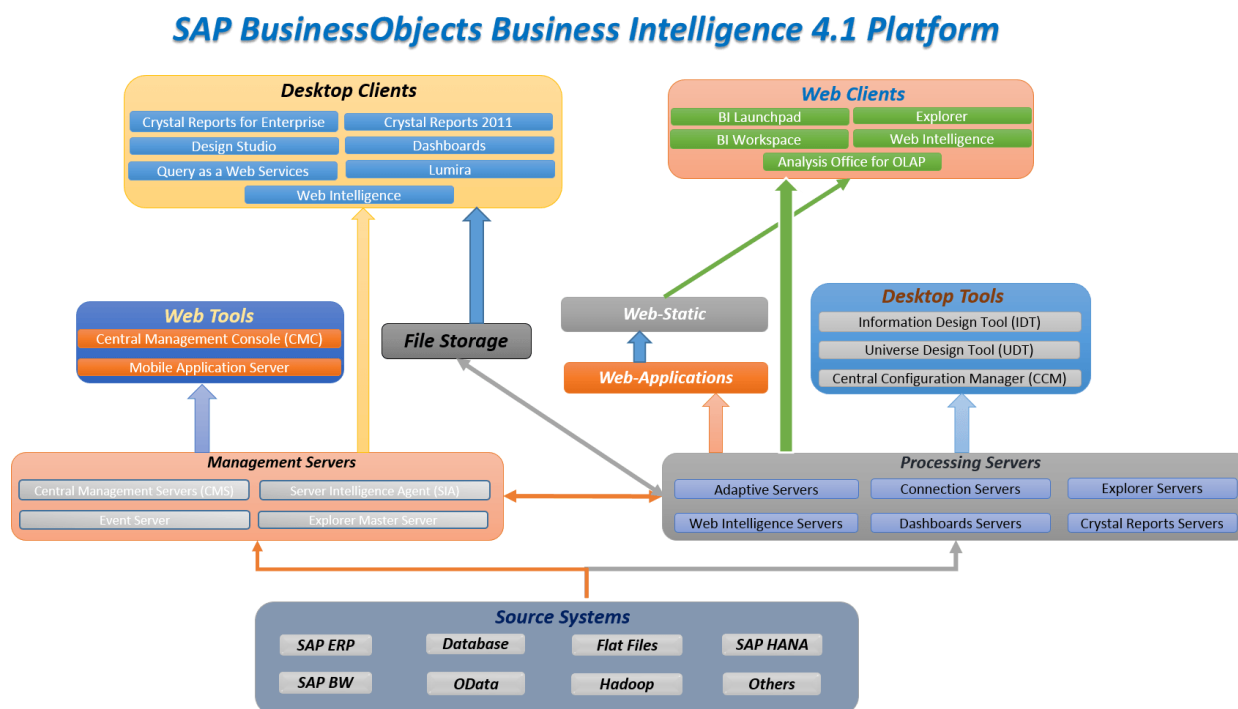 SAP BusinessObjects Business Intelligence 4.1 Platform
Desktop Clients
Crystal Reports for Enterprise
Crystal Reports 2011
Design Studio
Dashboards
Query as a Web Services
Lumira
Web Intelligence
Web Clients
BI Launchpad
Explorer
BI Workspace
Web Intelligence
Analysis Office for OLAP
Web Tools
Central Management Console (CMC)
Mobile Application Server
File Storage
Web-Static
Web-Applications
Desktop Tools
Information Design Tool (IDT)
Universe Design Tool (UDT)
Central Configuration Manager (CCM)
Management Servers
Central Management Servers (CMS)
Server Intelligence Agent (SIA)
Event Server
Explorer Master Server
Processing Servers
Adaptive Servers
Connection Servers
Explorer Servers
Web Intelligence Servers
Dashboards Servers
Crystal Reports Servers
Source Systems
SAP ERP
Database
Flat Files
SAP HANA
SAP BW
OData
Hadoop
Others